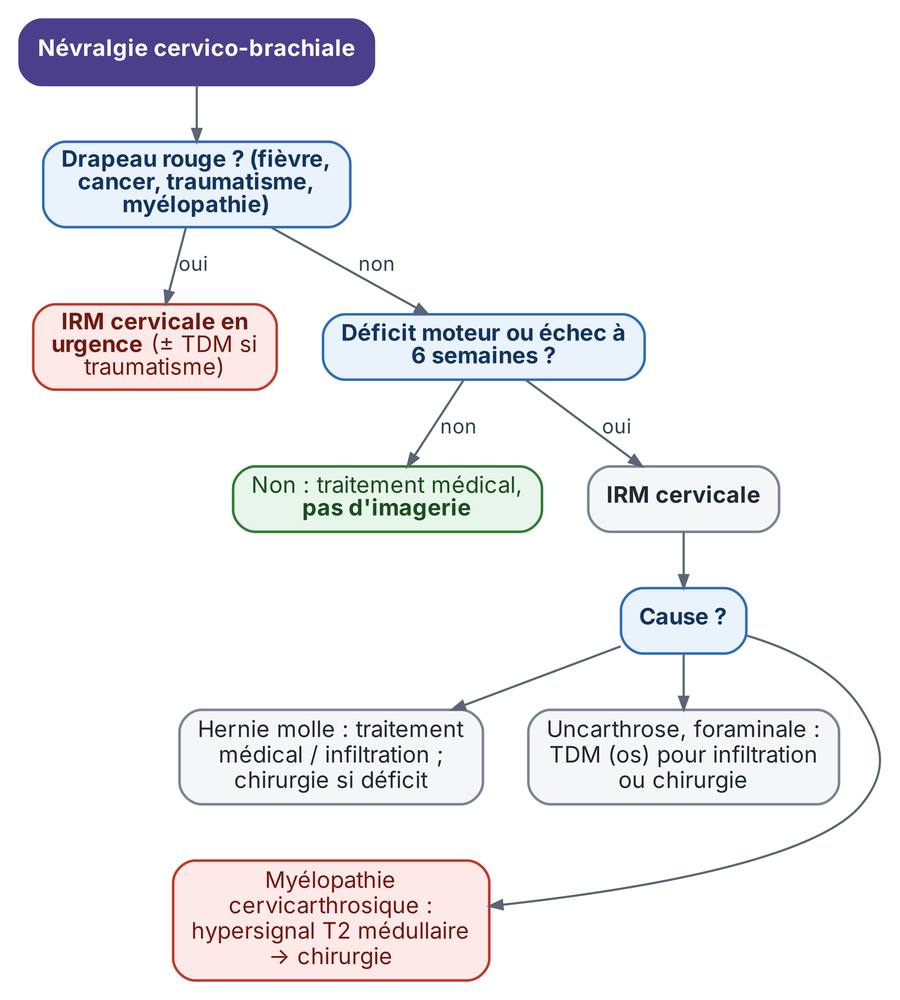 Névralgie cervico-brachiale
Drapeau rouge ? (fièvre,
cancer, traumatisme,
myélopathie)
oui
non
IRM cervicale en
urgence (± TDM si
traumatisme)
Déficit moteur ou échec à
6 semaines ?
non
oui
Non : traitement médical,
pas d'imagerie
IRM cervicale
Cause ?
Hernie molle : traitement
médical / infiltration ;
chirurgie si déficit
Uncarthrose, foraminale :
TDM (os) pour infiltration
ou chirurgie
Myélopathie
cervicarthrosique :
hypersignal T2 médullaire
→ chirurgie